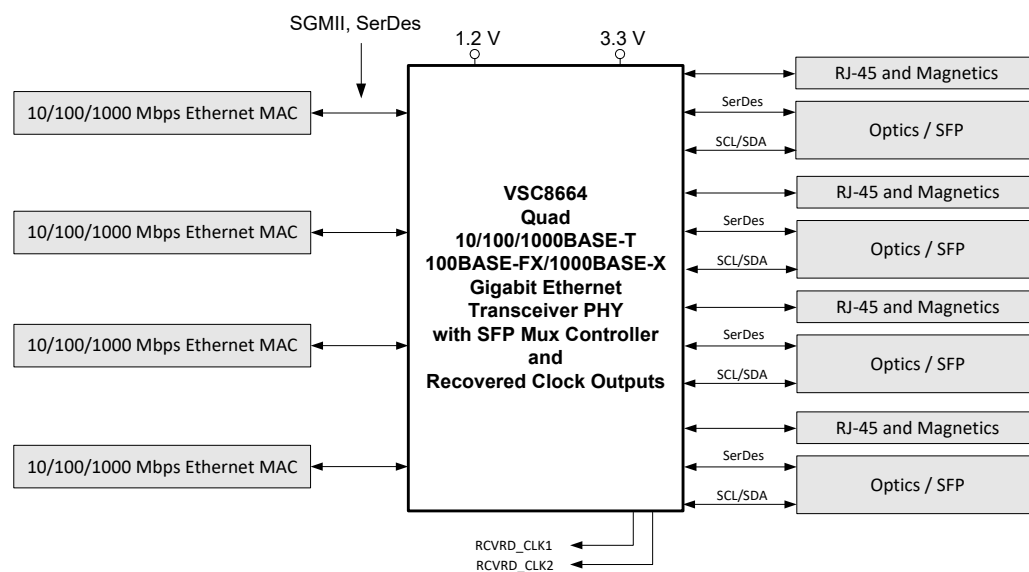 SGMII, SerDes
1.2 V
3.3 V
10/100/1000 Mbps Ethernet MAC
10/100/1000 Mbps Ethernet MAC
10/100/1000 Mbps Ethernet MAC
10/100/1000 Mbps Ethernet MAC
VSC8664
Quad
10/100/1000BASE-T
100BASE-FX/1000BASE-X
Gigabit Ethernet
Transceiver PHY
with SFP Mux Controller
and
Recovered Clock Outputs
RJ-45 and Magnetics
SerDes
Optics / SFP
SCL/SDA
RJ-45 and Magnetics
SerDes
Optics / SFP
SCL/SDA
RJ-45 and Magnetics
SerDes
Optics / SFP
SCL/SDA
RJ-45 and Magnetics
SerDes
Optics / SFP
SCL/SDA
RCVRD_CLK1
RCVRD_CLK2